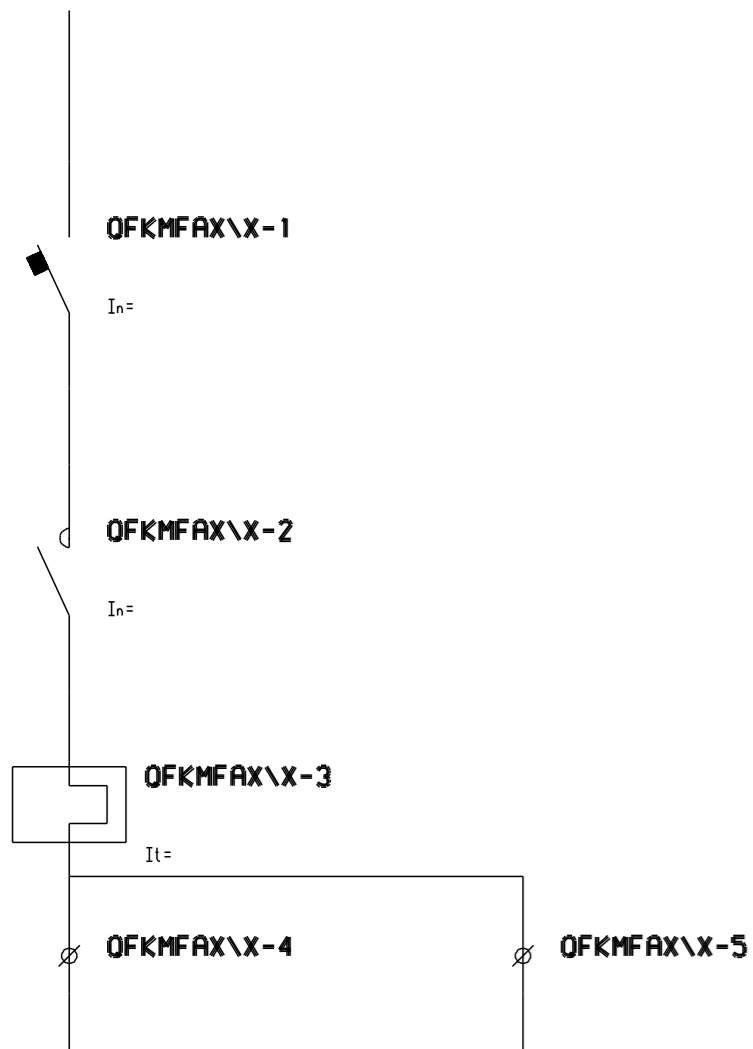 QFKMFAX\X-1
In=
QFKMFAX\X-2
In=
QFKMFAX\X-3
It=
QFKMFAX\X-4
QFKMFAX\X-5